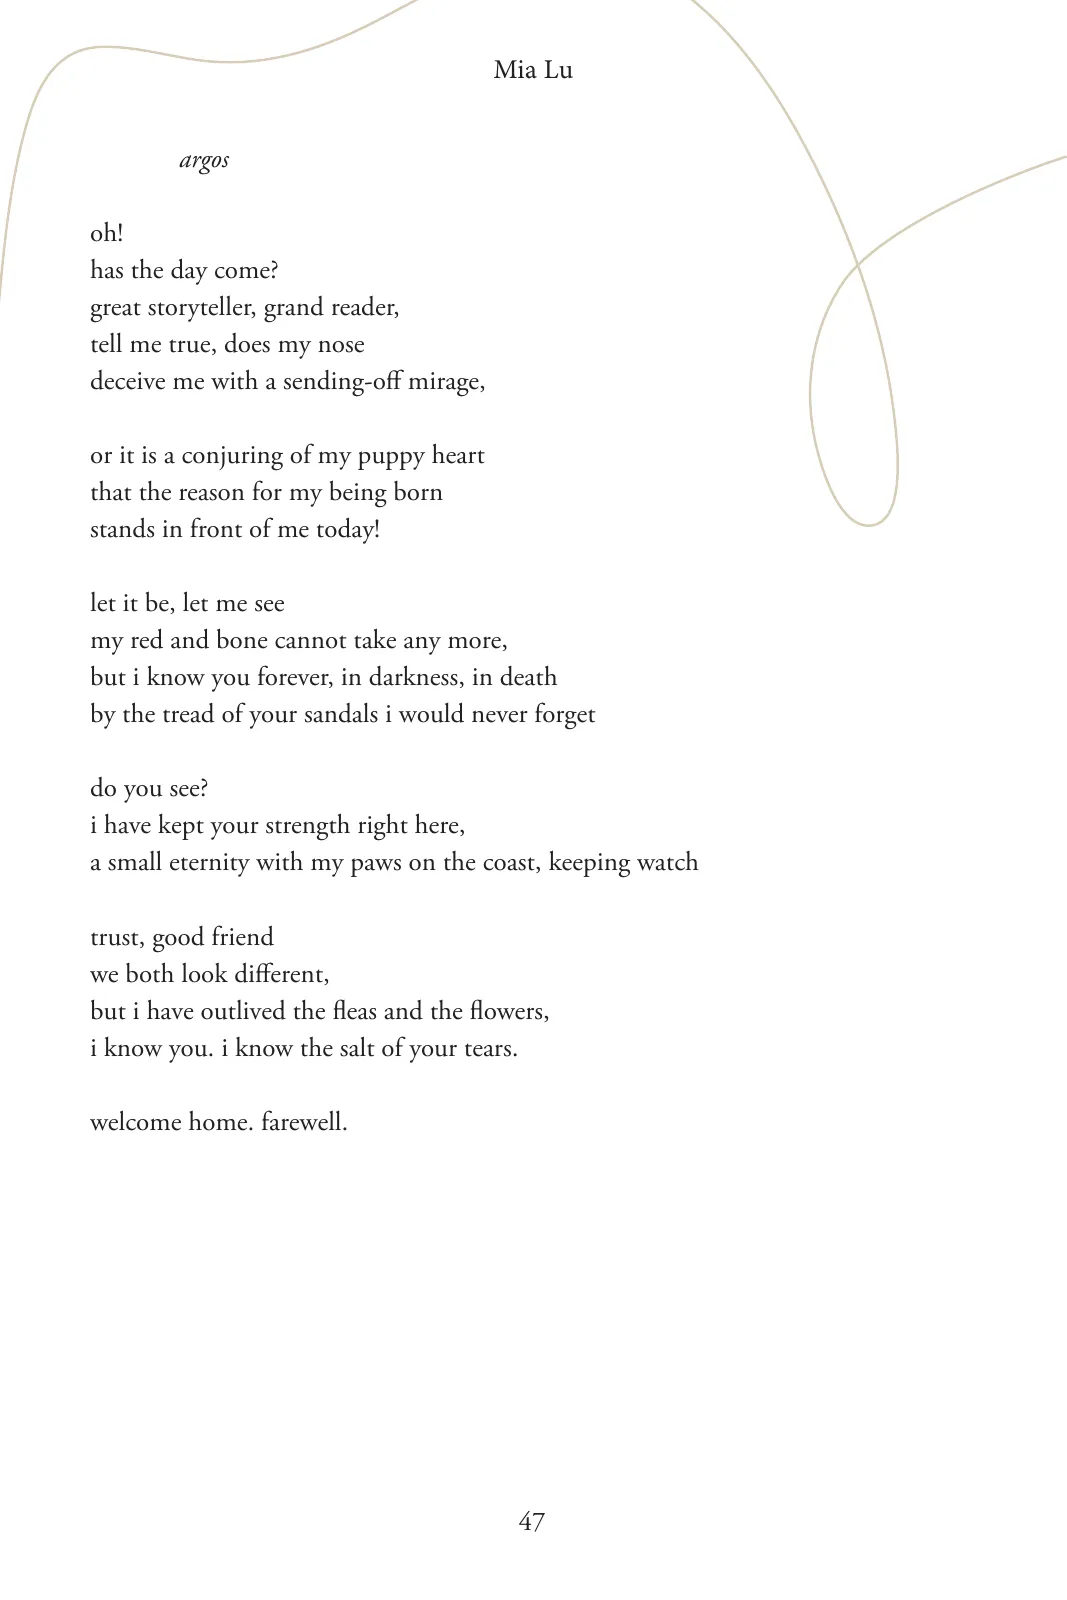 Mia Lu
argos
oh!
has the day come?
great storyteller, grand reader,
tell me true, does my nose
deceive me with a sending-off mirage,
or it is a conjuring of my puppy heart
that the reason for my being born
stands in front of me today!
let it be, let me see
my red and bone cannot take any more,
but i know you forever, in darkness, in death
by the tread of your sandals i would never forget
do you see?
i have kept your strength right here,
a small eternity with my paws on the coast, keeping watch
trust, good friend
we both look different,
but i have outlived the fleas and the flowers,
i know you. i know the salt of your tears.
welcome home. farewell.
47